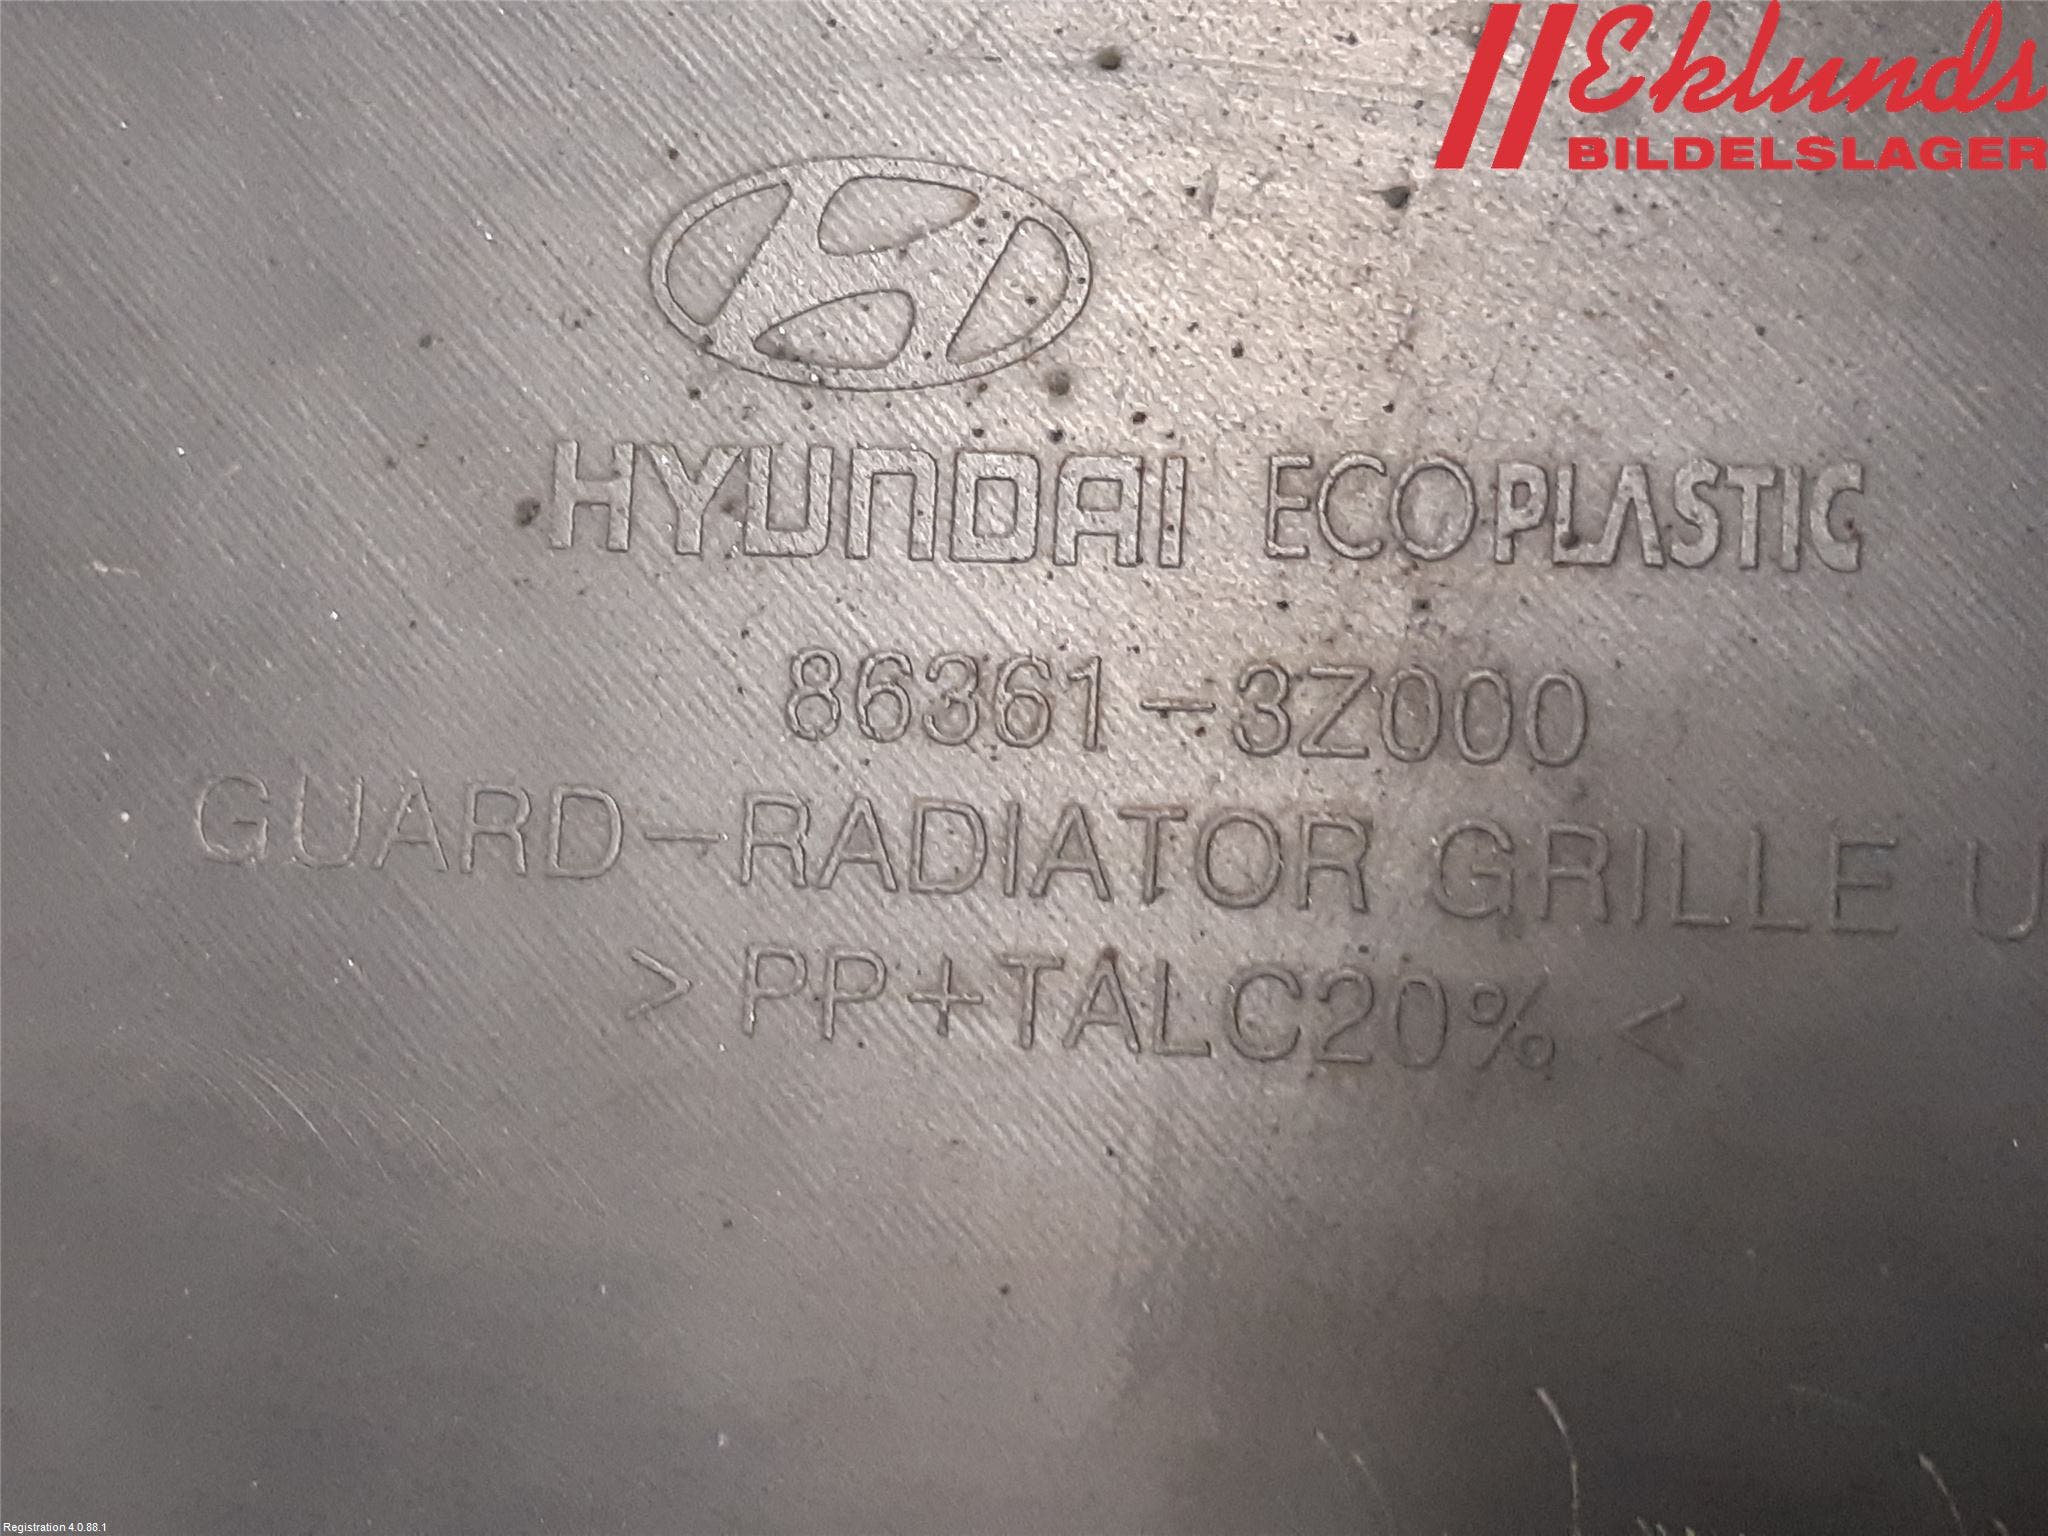 Eklunds
BILDELSLAGER
HYUNDAI ECOPLASTIC
86361-3Z000
GUARD-RADIATOR GRILLE U
> PP+TALC20% <
Registration 4.0.88.1